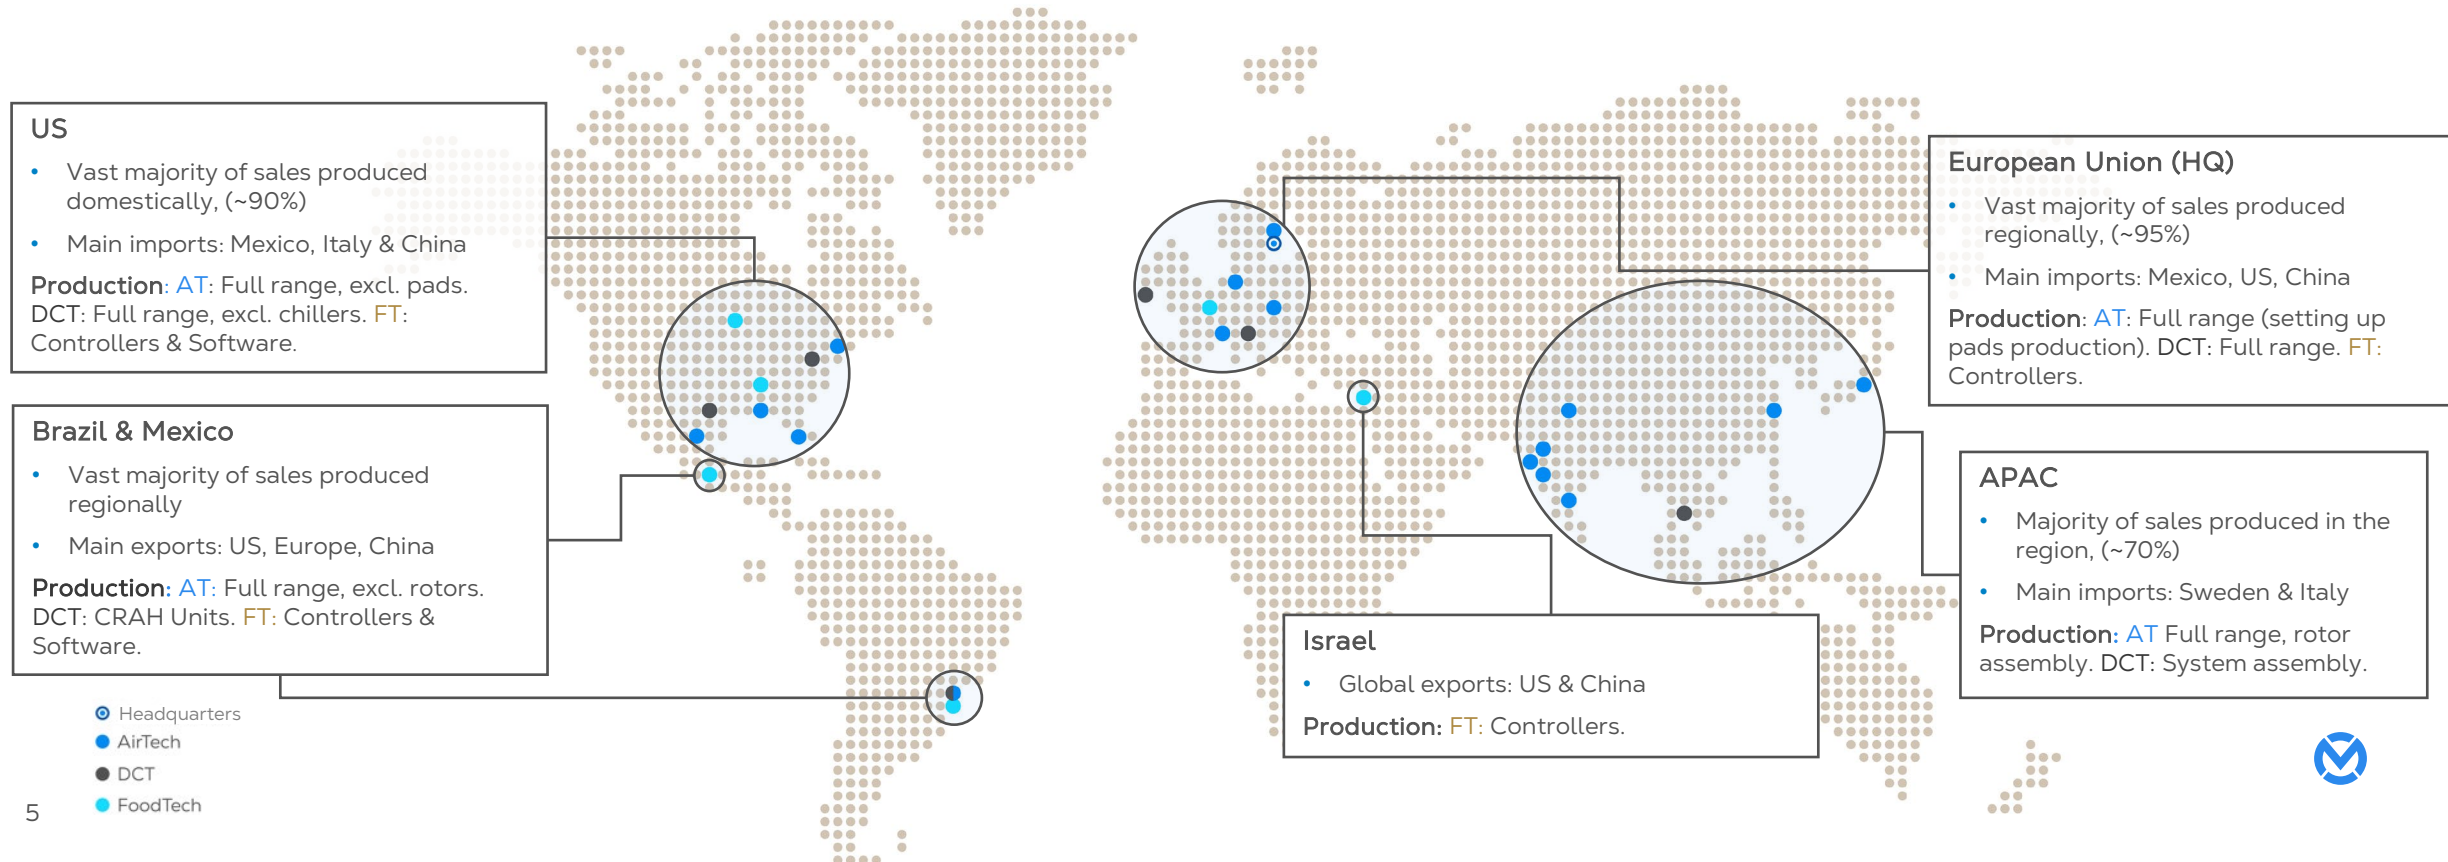 US
• Vast majority of sales produced
domestically, (~90%)
• Main imports: Mexico, Italy & China
Production: AT: Full range, excl. pads.
DCT: Full range, excl. chillers. FT:
Controllers & Software.
Brazil & Mexico
• Vast majority of sales produced
regionally
• Main exports: US, Europe, China
Production: AT: Full range, excl. rotors.
DCT: CRAH Units. FT: Controllers &
Software.
Headquarters
AirTech
DCT
FoodTech
5
Israel
• Global exports: US & China
Production: FT: Controllers.
European Union (HQ)
• Vast majority of sales produced
regionally, (~95%)
• Main imports: Mexico, US, China
Production: AT: Full range (setting up
pads production). DCT: Full range. FT:
Controllers.
APAC
• Majority of sales produced in the
region, (~70%)
• Main imports: Sweden & Italy
Production: AT Full range, rotor
assembly. DCT: System assembly.